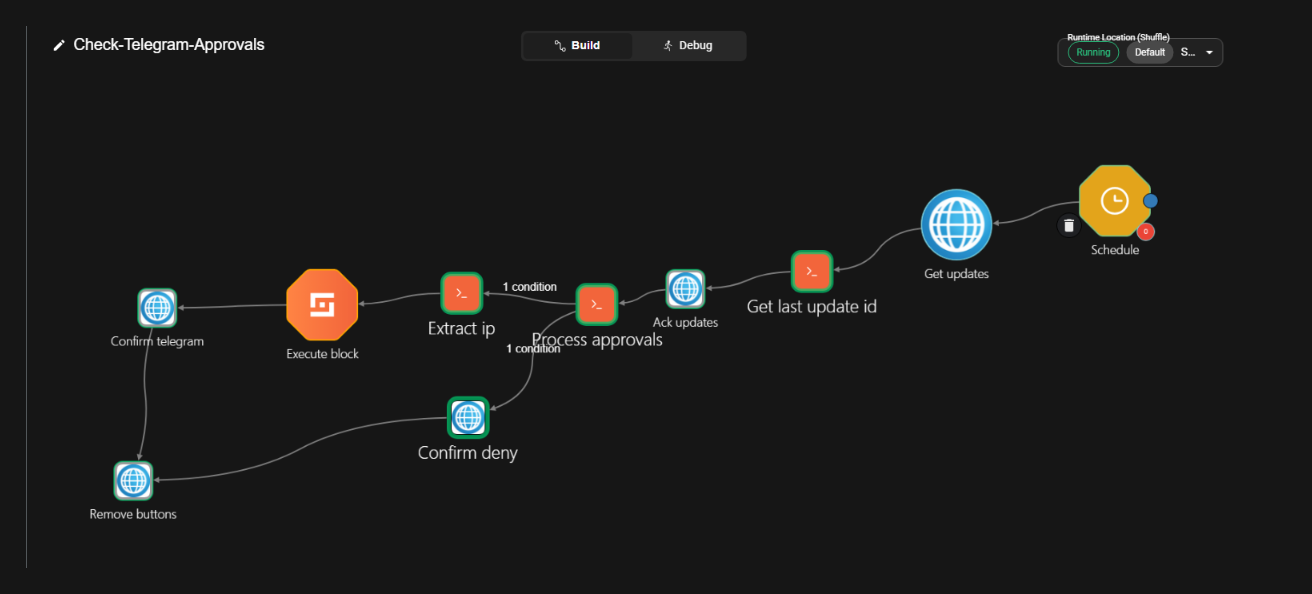 Check-Telegram-Approvals
Build
Debug
Runtime Location (Shuffle)
Running
Default
S...
Schedule
0
Get updates
Get last update id
Ack updates
1 condition
Process approvals
1 condition
Extract ip
Execute block
Confirm telegram
Confirm deny
Remove buttons